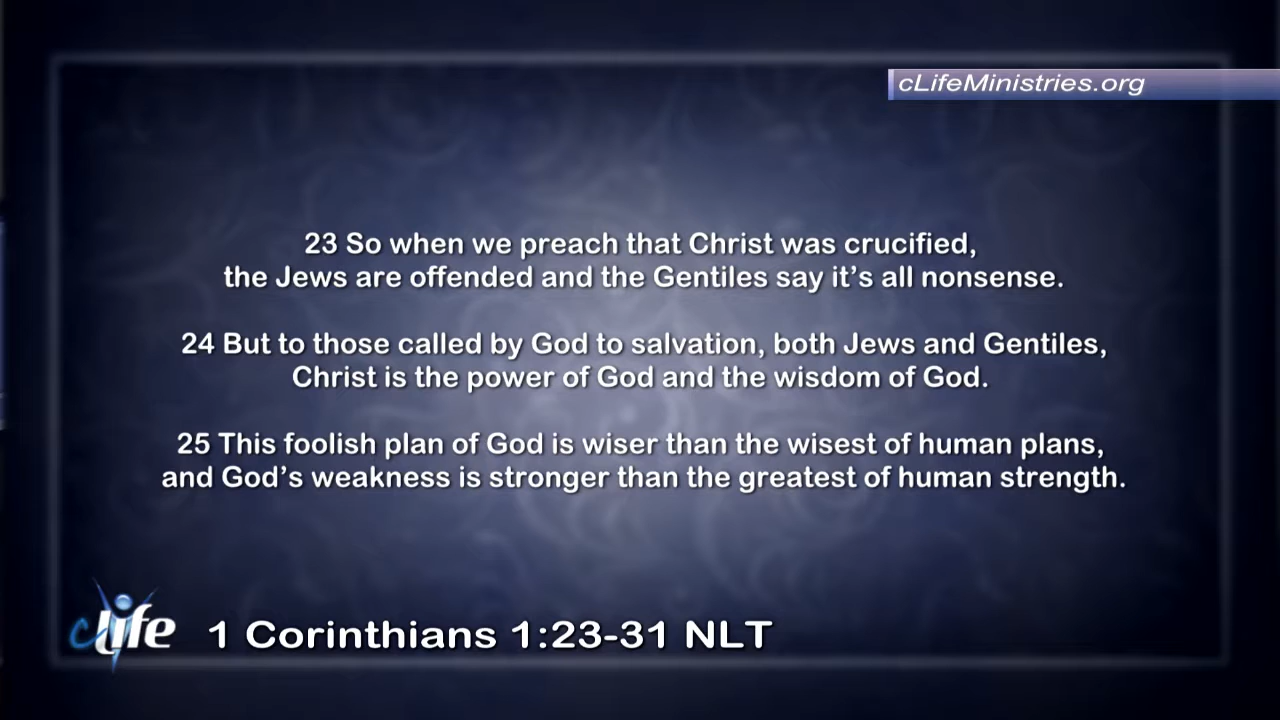 cLifeMinistries.org
23 So when we preach that Christ was crucified,
the Jews are offended and the Gentiles say it’s all nonsense.
24 But to those called by God to salvation, both Jews and Gentiles,
Christ is the power of God and the wisdom of God.
25 This foolish plan of God is wiser than the wisest of human plans,
and God’s weakness is stronger than the greatest of human strength.
cLife
1 Corinthians 1:23-31 NLT